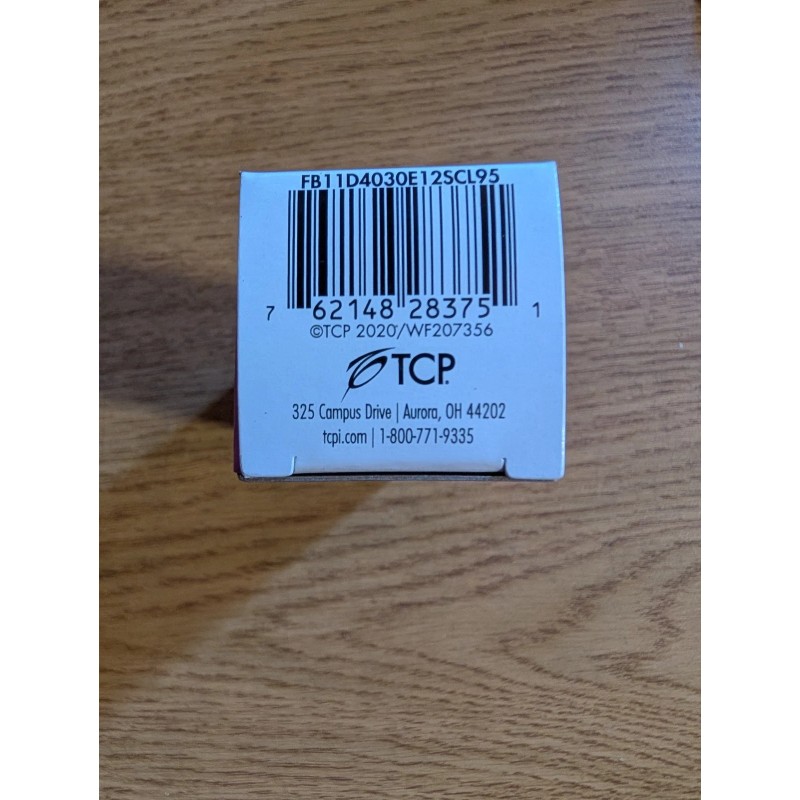 FB11D4030E12SCL95
7 62148 28375 1
©TCP 2020/WF207356
TCP.
325 Campus Drive | Aurora, OH 44202
tcpi.com | 1-800-771-9335